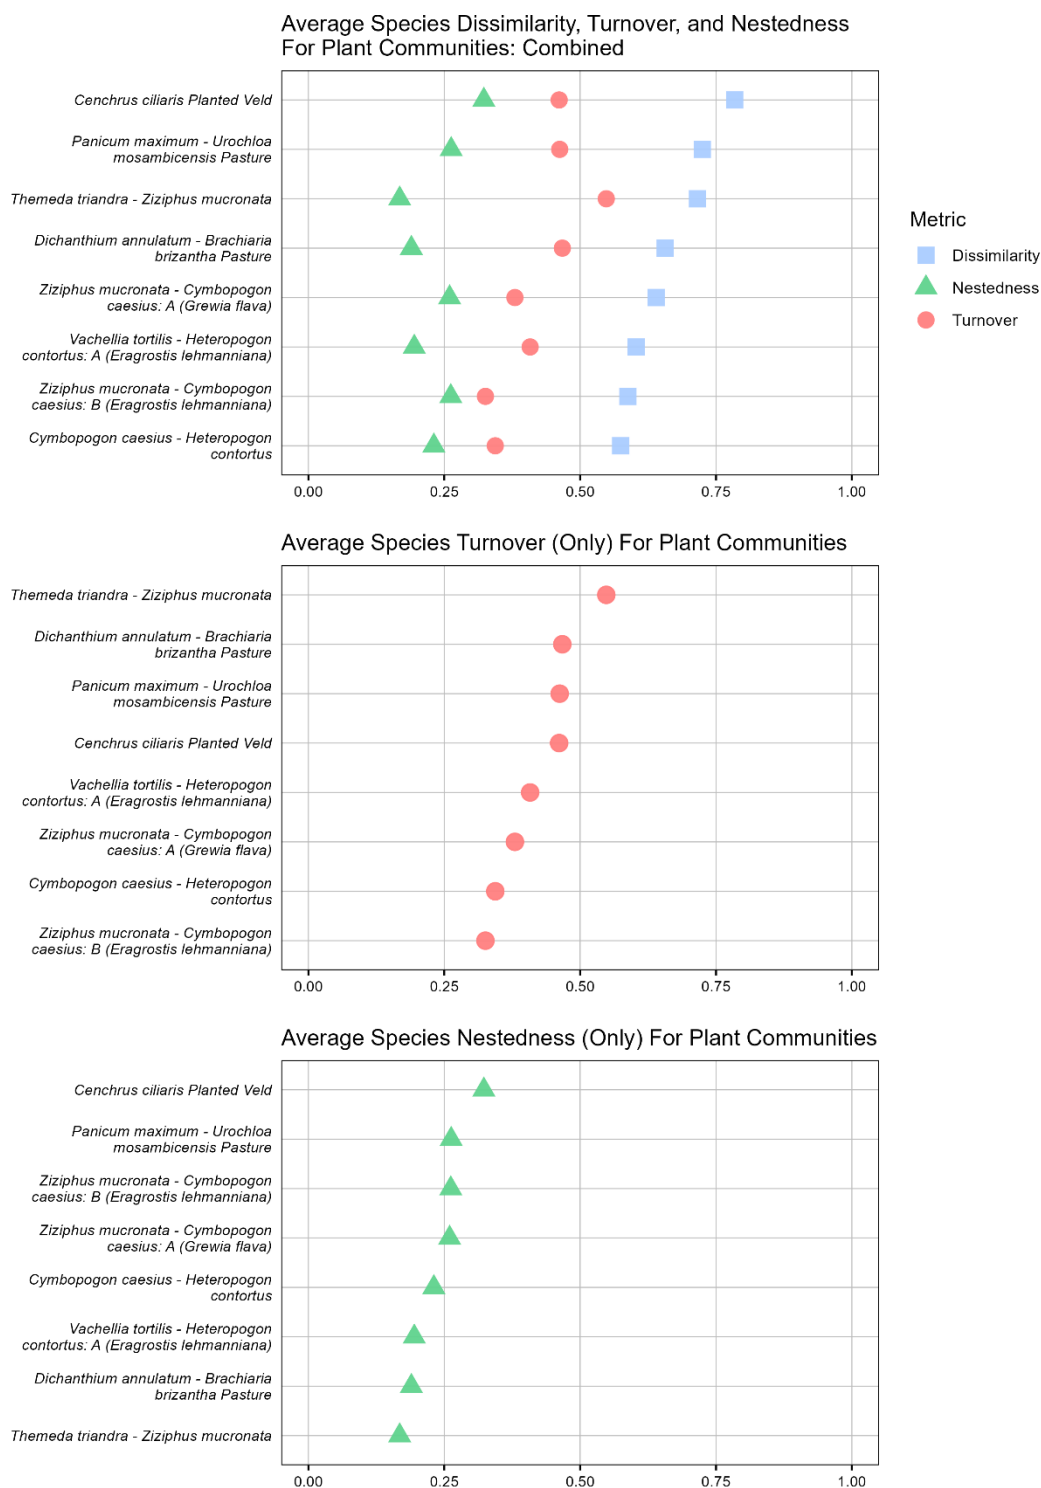 Average Species Dissimilarity, Turnover, and Nestedness
For Plant Communities: Combined
Cenchrus ciliaris Planted Veld
Panicum maximum - Urochloa
mosambicensis Pasture
Themeda triandra - Ziziphus mucronata
Dichanthium annulatum - Brachiaria
brizantha Pasture
Ziziphus mucronata - Cymbopogon
caesius: A (Grewia flava)
Vachellia tortilis - Heteropogon
contortus: A (Eragrostis lehmanniana)
Ziziphus mucronata - Cymbopogon
caesius: B (Eragrostis lehmanniana)
Cymbopogon caesius - Heteropogon
contortus
0.00 0.25 0.50 0.75 1.00
Metric
Dissimilarity
Nestedness
Turnover
Average Species Turnover (Only) For Plant Communities
Themeda triandra - Ziziphus mucronata
Dichanthium annulatum - Brachiaria
brizantha Pasture
Panicum maximum - Urochloa
mosambicensis Pasture
Cenchrus ciliaris Planted Veld
Vachellia tortilis - Heteropogon
contortus: A (Eragrostis lehmanniana)
Ziziphus mucronata - Cymbopogon
caesius: A (Grewia flava)
Cymbopogon caesius - Heteropogon
contortus
Ziziphus mucronata - Cymbopogon
caesius: B (Eragrostis lehmanniana)
0.00 0.25 0.50 0.75 1.00
Average Species Nestedness (Only) For Plant Communities
Cenchrus ciliaris Planted Veld
Panicum maximum - Urochloa
mosambicensis Pasture
Ziziphus mucronata - Cymbopogon
caesius: B (Eragrostis lehmanniana)
Ziziphus mucronata - Cymbopogon
caesius: A (Grewia flava)
Cymbopogon caesius - Heteropogon
contortus
Vachellia tortilis - Heteropogon
contortus: A (Eragrostis lehmanniana)
Dichanthium annulatum - Brachiaria
brizantha Pasture
Themeda triandra - Ziziphus mucronata
0.00 0.25 0.50 0.75 1.00